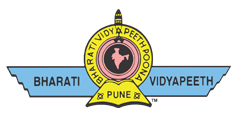 BHARATI VIDYAPEETH POONA
BHARATI VIDYAPEETH
PUNE
TM